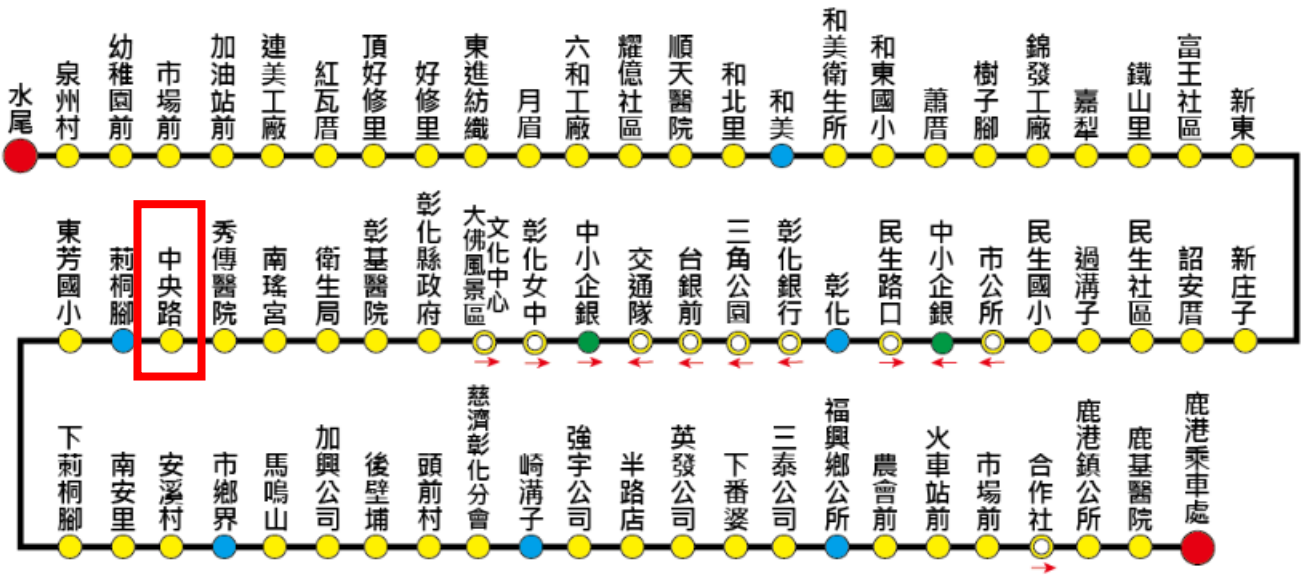 水尾
泉州村
幼稚園前
市場前
加油站前
連美工廠
紅瓦厝
頂好修里
好修里
東進紡織
月眉
六和工廠
耀億社區
順天醫院
和北里
和美
和美衛生所
和東國小
蕭厝
樹子腳
錦發工廠
嘉犁
鐵山里
富王社區
新東
東芳國小
莿桐腳
中央路
秀傳醫院
南瑤宮
衛生局
彰基醫院
彰化縣政府
大佛風景區
文化中心
彰化女中
中小企銀
交通隊
台銀前
三角公園
彰化銀行
彰化
民生路口
中小企銀
市公所
民生國小
過溝子
民生社區
詔安厝
新庄子
下莿桐腳
南安里
安溪村
市鄉界
馬鳴山
加興公司
後壁埔
頭前村
慈濟彰化分會
崎溝子
強宇公司
半路店
英發公司
下番婆
三泰公司
福興鄉公所
農會前
火車站前
市場前
合作社
鹿港鎮公所
鹿基醫院
鹿港乘車處